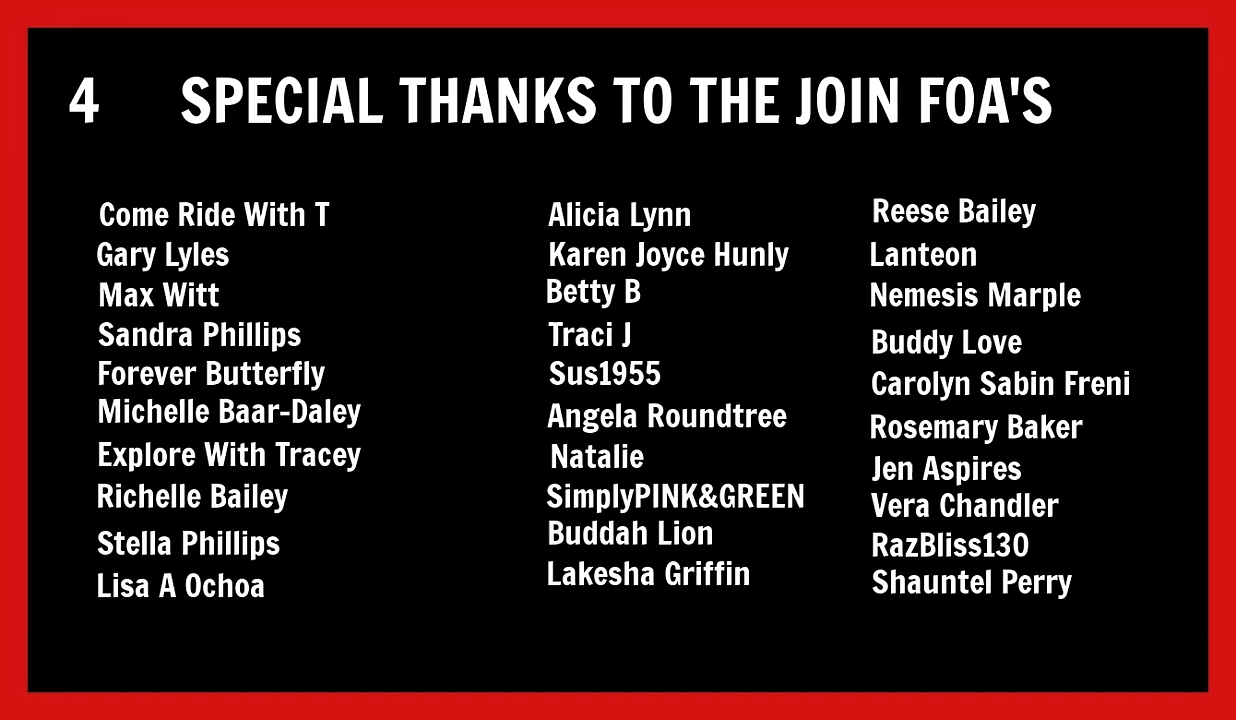 4 SPECIAL THANKS TO THE JOIN FOA'S
Come Ride With T
Gary Lyles
Max Witt
Sandra Phillips
Forever Butterfly
Michelle Baar-Daley
Explore With Tracey
Richelle Bailey
Stella Phillips
Lisa A Ochoa
Alicia Lynn
Karen Joyce Hunly
Betty B
Traci J
Sus1955
Angela Roundtree
Natalie
SimplyPINK&GREEN
Buddah Lion
Lakesha Griffin
Reese Bailey
Lanteon
Nemesis Marple
Buddy Love
Carolyn Sabin Freni
Rosemary Baker
Jen Aspires
Vera Chandler
RazBliss130
Shauntel Perry